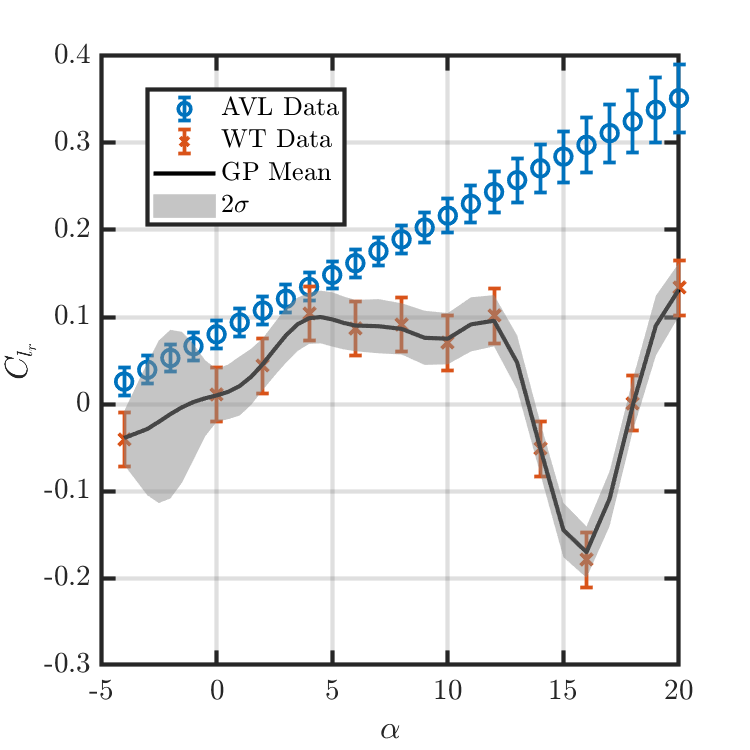 0.4
0.3
0.2
0.1
0
-0.1
-0.2
-0.3
AVL Data
WT Data
GP Mean
2σ
C_{l_r}
-5 0 5 10 15 20
α